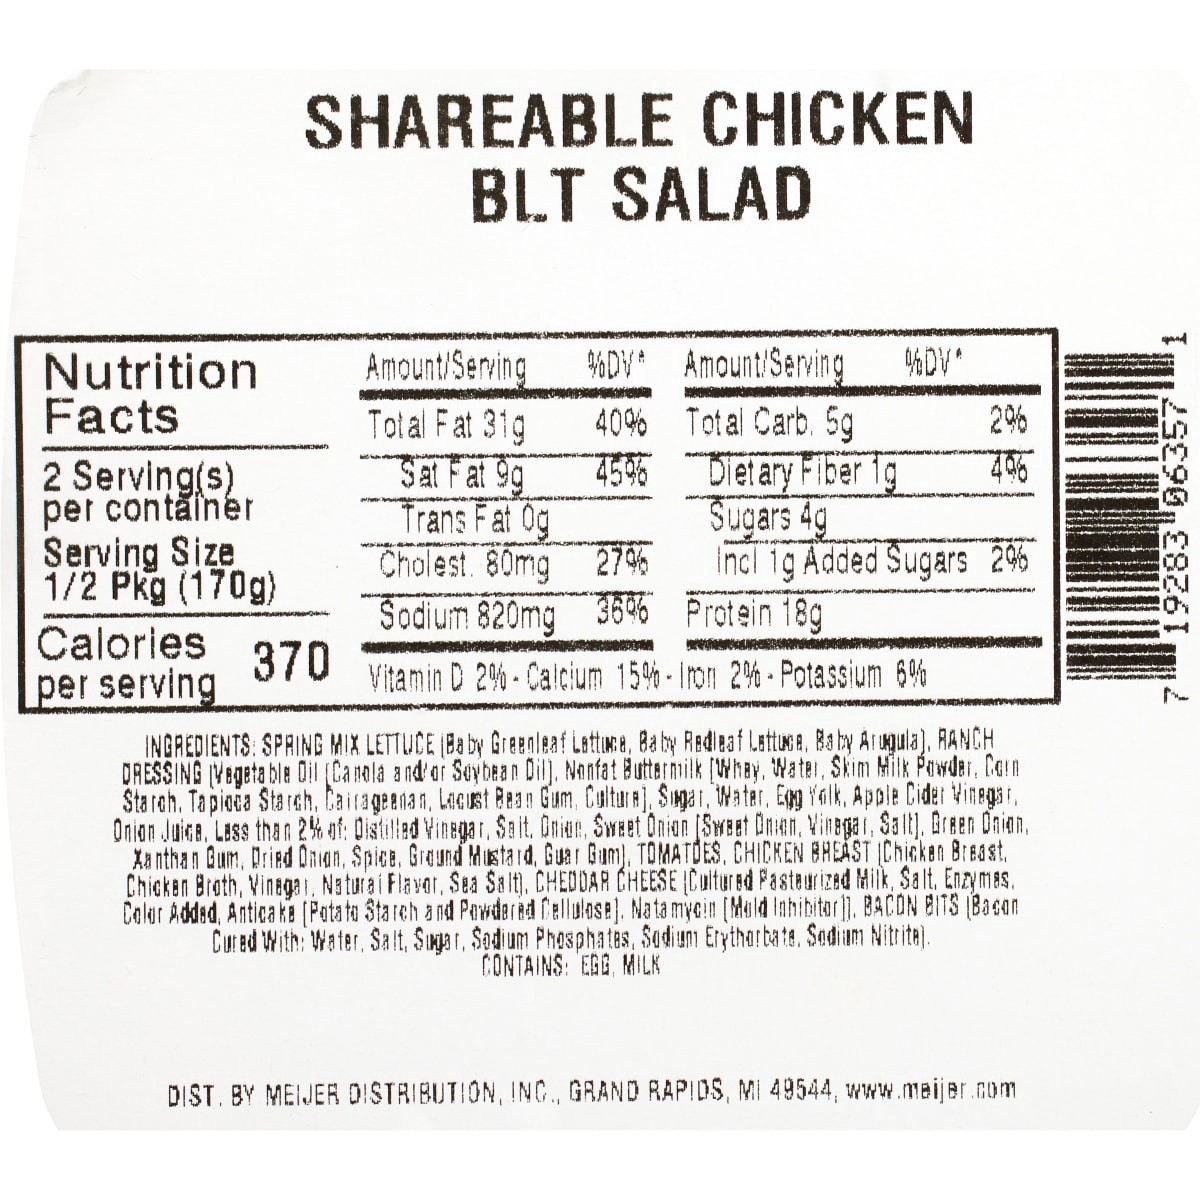 SHAREABLE CHICKEN
BLT SALAD
Nutrition
Facts
2 Serving(s)
per container
Serving Size
1/2 Pkg (170g)
Calories
per serving 370
Amount/Serving %DV*
Total Fat 31g 40%
Sat Fat 9g 45%
Trans Fat 0g
Cholest. 80mg 27%
Sodium 820mg 36%
Amount/Serving %DV*
Total Carb. 5g 2%
Dietary Fiber 1g 4%
Sugars 4g
Incl 1g Added Sugars 2%
Protein 18g
Vitamin D 2% - Calcium 15% - Iron 2% - Potassium 6%
7 19283 06357 1
INGREDIENTS: SPRING MIX LETTUCE (Baby Greenleaf Lettuce, Baby Redleaf Lettuce, Baby Arugula), RANCH
DRESSING (Vegetable Oil [Canola and/or Soybean Oil], Nonfat Buttermilk [Whey, Water, Skim Milk Powder, Corn
Starch, Tapioca Starch, Carrageenan, Locust Bean Gum, Culture], Sugar, Water, Egg Yolk, Apple Cider Vinegar,
Onion Juice, Less than 2% of: Distilled Vinegar, Salt, Onion, Sweet Onion [Sweet Onion, Vinegar, Salt], Green Onion,
Xanthan Gum, Dried Onion, Spice, Ground Mustard, Guar Gum), TOMATOES, CHICKEN BREAST (Chicken Breast,
Chicken Broth, Vinegar, Natural Flavor, Sea Salt), CHEDDAR CHEESE (Cultured Pasteurized Milk, Salt, Enzymes,
Color Added, Anticake [Potato Starch and Powdered Cellulose], Natamycin [Mold Inhibitor]), BACON BITS (Bacon
Cured With: Water, Salt, Sugar, Sodium Phosphates, Sodium Erythorbate, Sodium Nitrite).
CONTAINS: EGG, MILK
DIST. BY MEIJER DISTRIBUTION, INC., GRAND RAPIDS, MI 49544, www.meijer.com